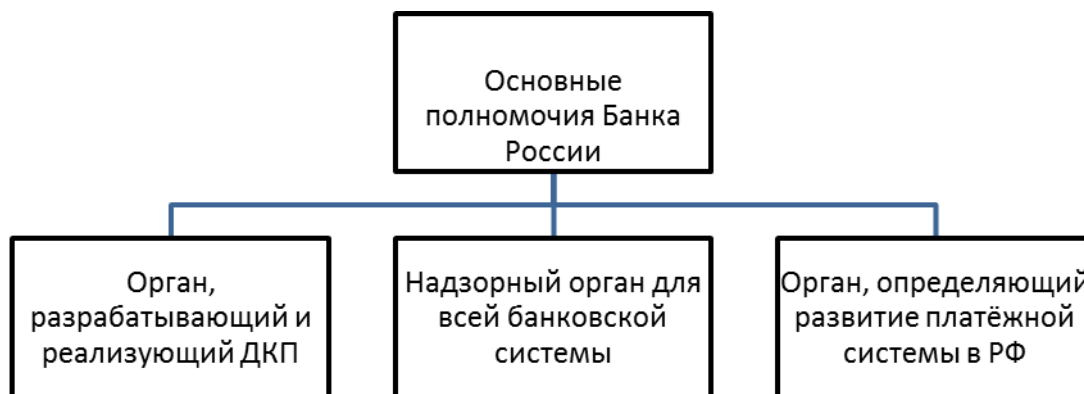 Основные
полномочия Банка
России
Орган,
разрабатывающий и
реализующий ДКП
Надзорный орган для
всей банковской
системы
Орган, определяющий
развитие платёжной
системы в РФ